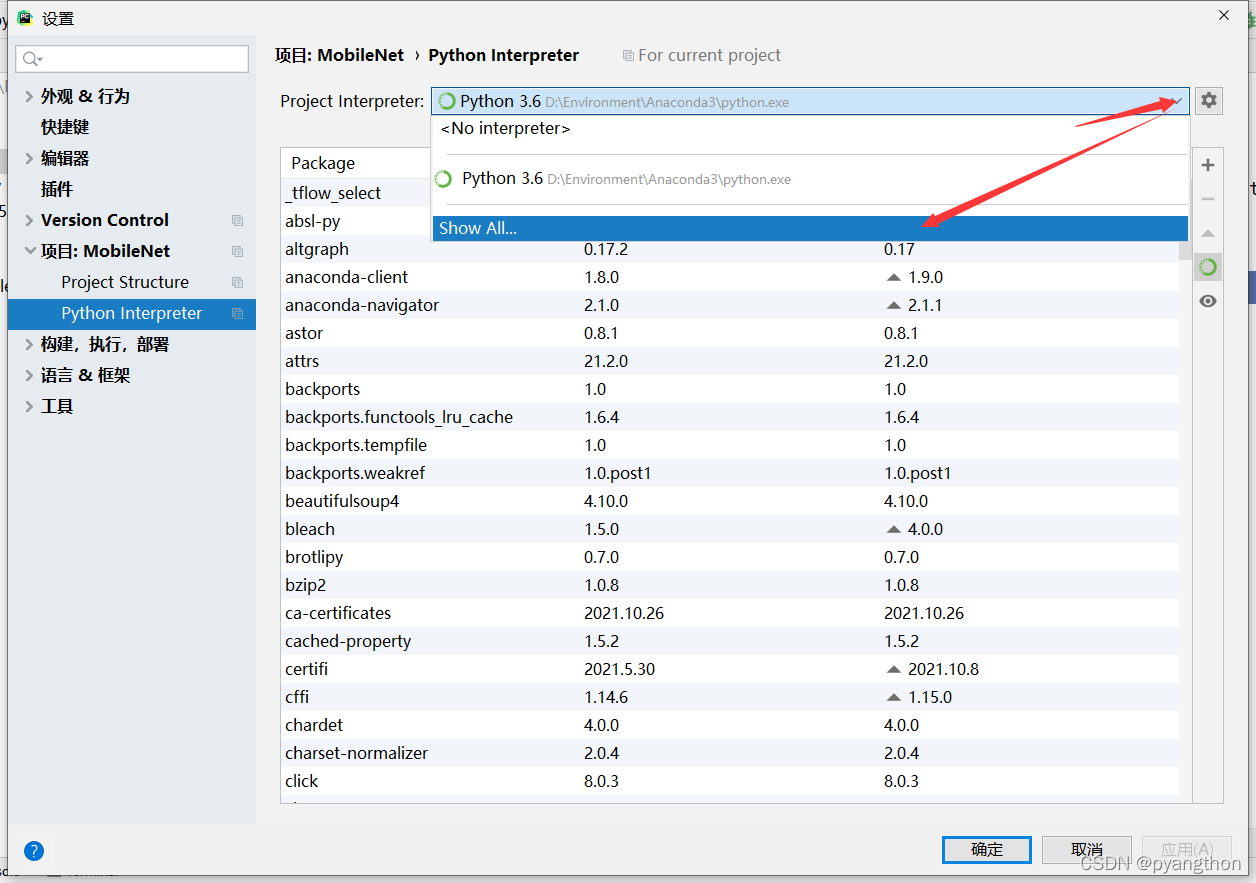 设置
项目: MobileNet › Python Interpreter For current project
外观 & 行为
快捷键
编辑器
插件
Version Control
项目: MobileNet
Project Structure
Python Interpreter
构建，执行，部署
语言 & 框架
工具
Project Interpreter: Python 3.6 D:\Environment\Anaconda3\python.exe
<No interpreter>
Python 3.6 D:\Environment\Anaconda3\python.exe
Show All...
Package
_tflow_select
absl-py
altgraph 0.17.2 0.17
anaconda-client 1.8.0 1.9.0
anaconda-navigator 2.1.0 2.1.1
astor 0.8.1 0.8.1
attrs 21.2.0 21.2.0
backports 1.0 1.0
backports.functools_lru_cache 1.6.4 1.6.4
backports.tempfile 1.0 1.0
backports.weakref 1.0.post1 1.0.post1
beautifulsoup4 4.10.0 4.10.0
bleach 1.5.0 4.0.0
brotlipy 0.7.0 0.7.0
bzip2 1.0.8 1.0.8
ca-certificates 2021.10.26 2021.10.26
cached-property 1.5.2 1.5.2
certifi 2021.5.30 2021.10.8
cffi 1.14.6 1.15.0
chardet 4.0.0 4.0.0
charset-normalizer 2.0.4 2.0.4
click 8.0.3 8.0.3
?
确定 取消 应用(A)
CSDN @pyangthon